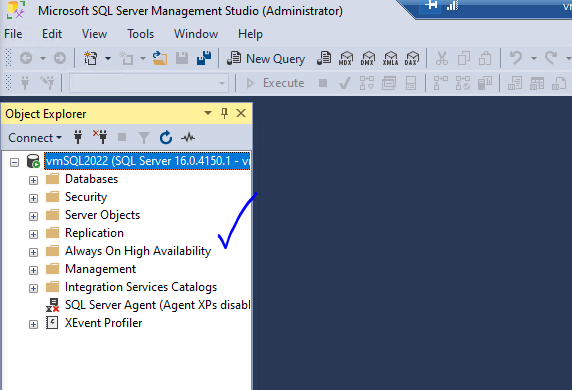 Microsoft SQL Server Management Studio (Administrator)
File Edit View Tools Window Help
New Query MDX DMX XMLA DAX
Execute
Object Explorer
Connect
vmSQL2022 (SQL Server 16.0.4150.1 - v
Databases
Security
Server Objects
Replication
Always On High Availability
Management
Integration Services Catalogs
SQL Server Agent (Agent XPs disabl
XEvent Profiler